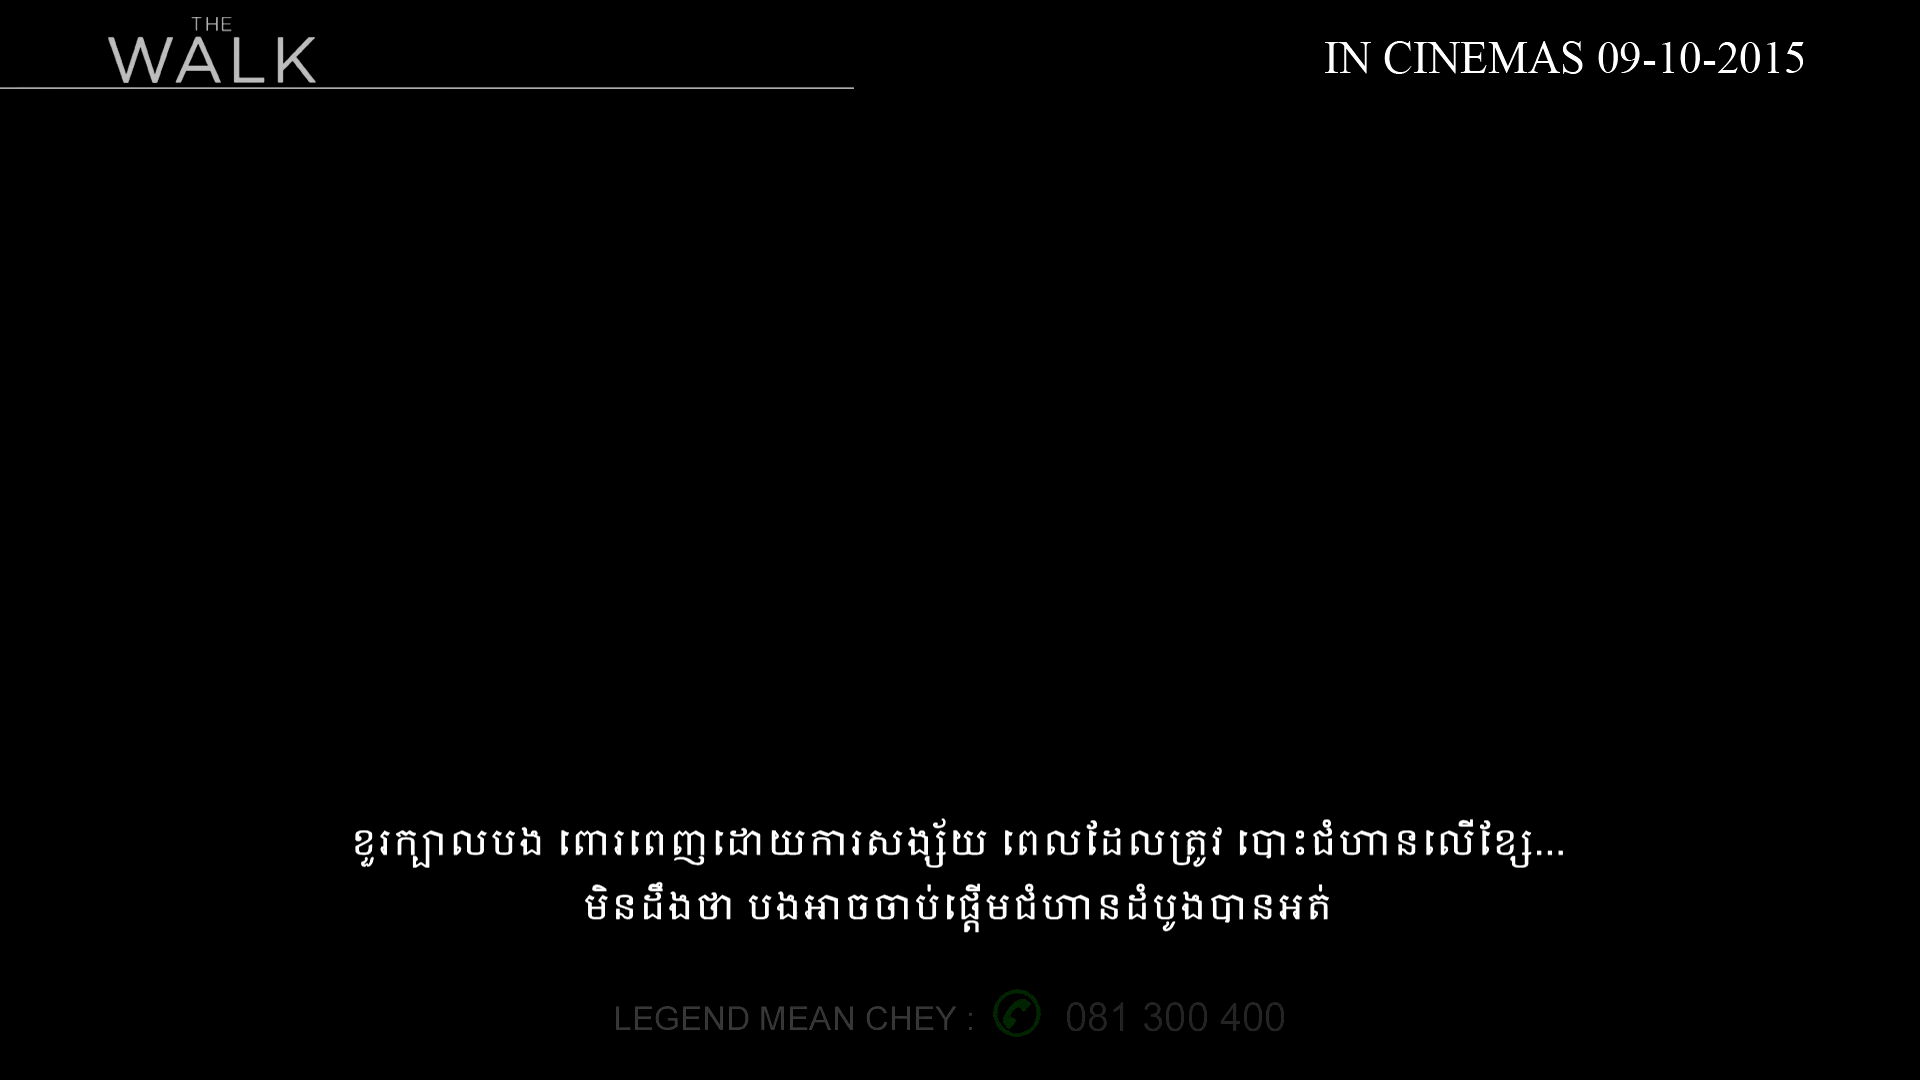 THE
WALK
IN CINEMAS 09-10-2015
ខួរក្បាលបង ពោរពេញដោយការសង្ស័យ ពេលដែលត្រូវ បោះជំហានលើខ្សែ...
មិនដឹងថា បងអាចចាប់ផ្ដើមជំហានដំបូងបានអត់
LEGEND MEAN CHEY : 081 300 400